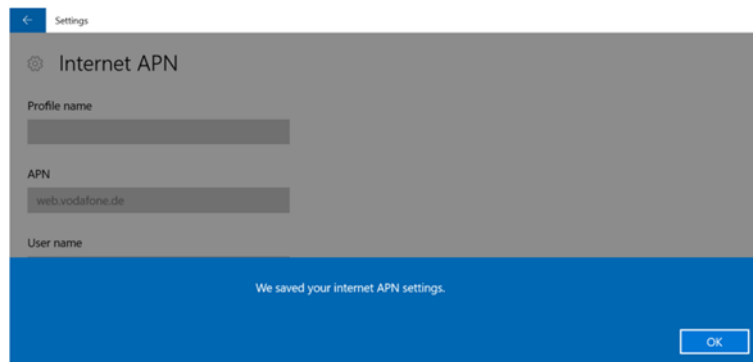 Settings
Internet APN
Profile name
APN
web.vodafone.de
User name
We saved your internet APN settings.
OK